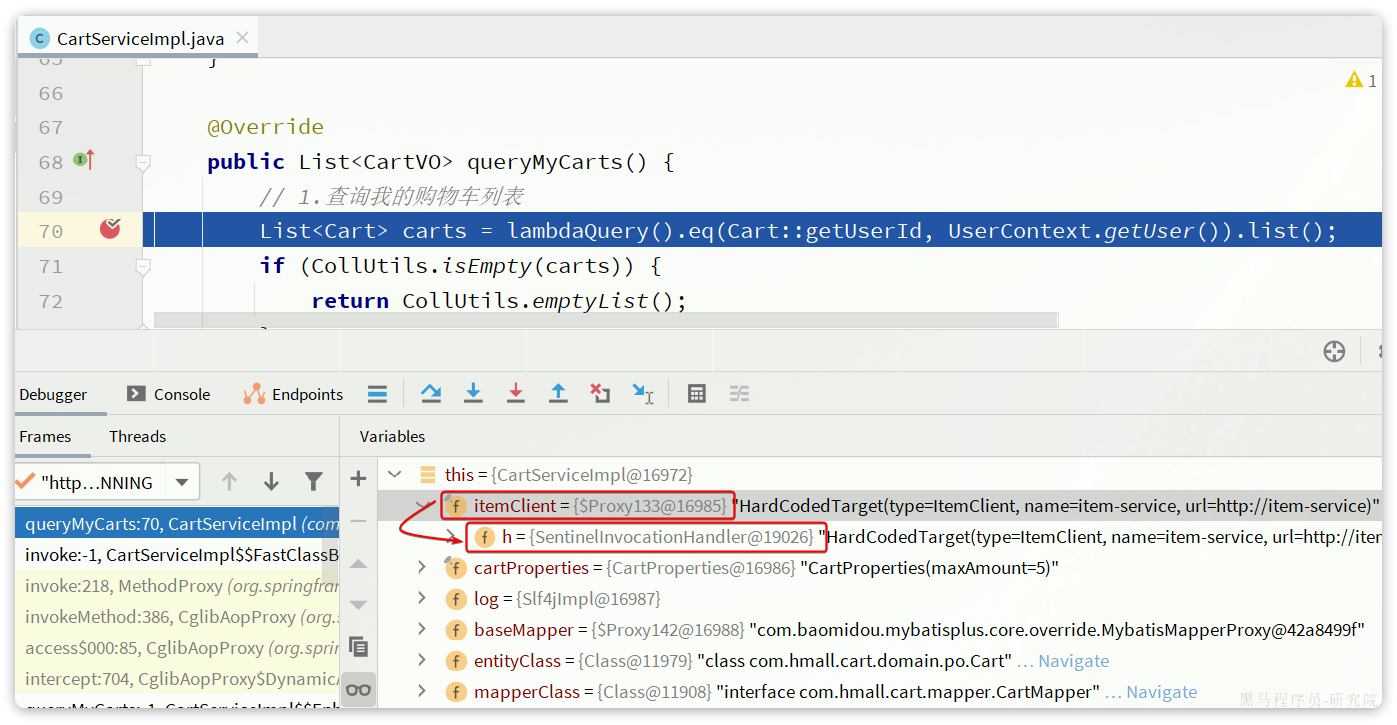 CartServiceImpl.java
65 }
1
66
67 @Override
68 public List<CartVO> queryMyCarts() {
69 // 1.查询我的购物车列表
70 List<Cart> carts = lambdaQuery().eq(Cart::getUserId, UserContext.getUser()).list();
71 if (CollUtils.isEmpty(carts)) {
72 return CollUtils.emptyList();
Debugger Console Endpoints
Frames Threads Variables
"http...NNING
queryMyCarts:70, CartServiceImpl (com
invoke:-1, CartServiceImpl$$FastClassB
invoke:218, MethodProxy (org.springfran
invokeMethod:386, CglibAopProxy (org.s
access$000:85, CglibAopProxy (org.sprin
intercept:704, CglibAopProxy$DynamicA
this = {CartServiceImpl@16972}
itemClient = {$Proxy133@16985} "HardCodedTarget(type=ItemClient, name=item-service, url=http://item-service)"
h = {SentinelInvocationHandler@19026} "HardCodedTarget(type=ItemClient, name=item-service, url=http://iten
cartProperties = {CartProperties@16986} "CartProperties(maxAmount=5)"
log = {Slf4jImpl@16987}
baseMapper = {$Proxy142@16988} "com.baomidou.mybatisplus.core.override.MybatisMapperProxy@42a8499f"
entityClass = {Class@11979} "class com.hmall.cart.domain.po.Cart" ... Navigate
mapperClass = {Class@11908} "interface com.hmall.cart.mapper.CartMapper" ... Navigate
黑马程序员-研究院